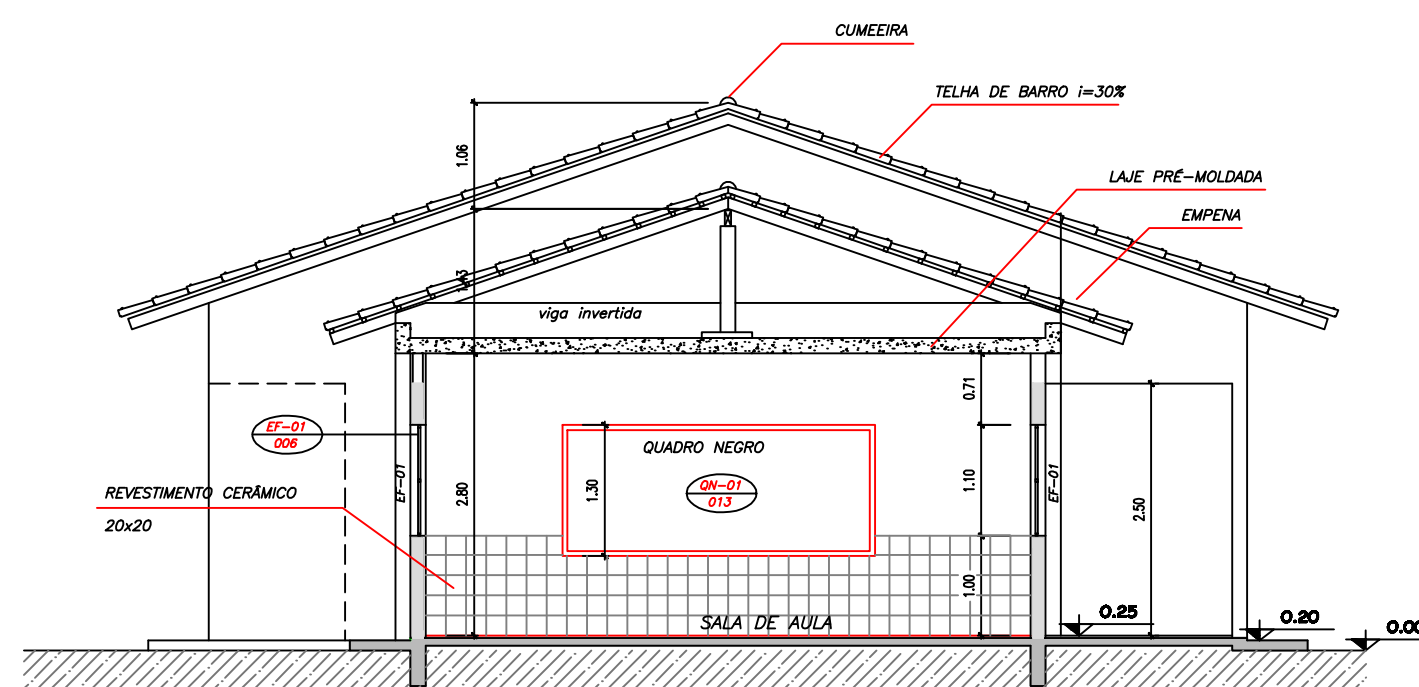 CUMEEIRA
TELHA DE BARRO i=30%
1.06
LAJE PRÉ-MOLDADA
EMPENA
viga invertida
0.71
EF-01
006
QUADRO NEGRO
EF-01
QN-01
013
1.30
1.10
EF-01
REVESTIMENTO CERÂMICO
20x20
2.80
2.50
1.00
SALA DE AULA
0.25
0.20